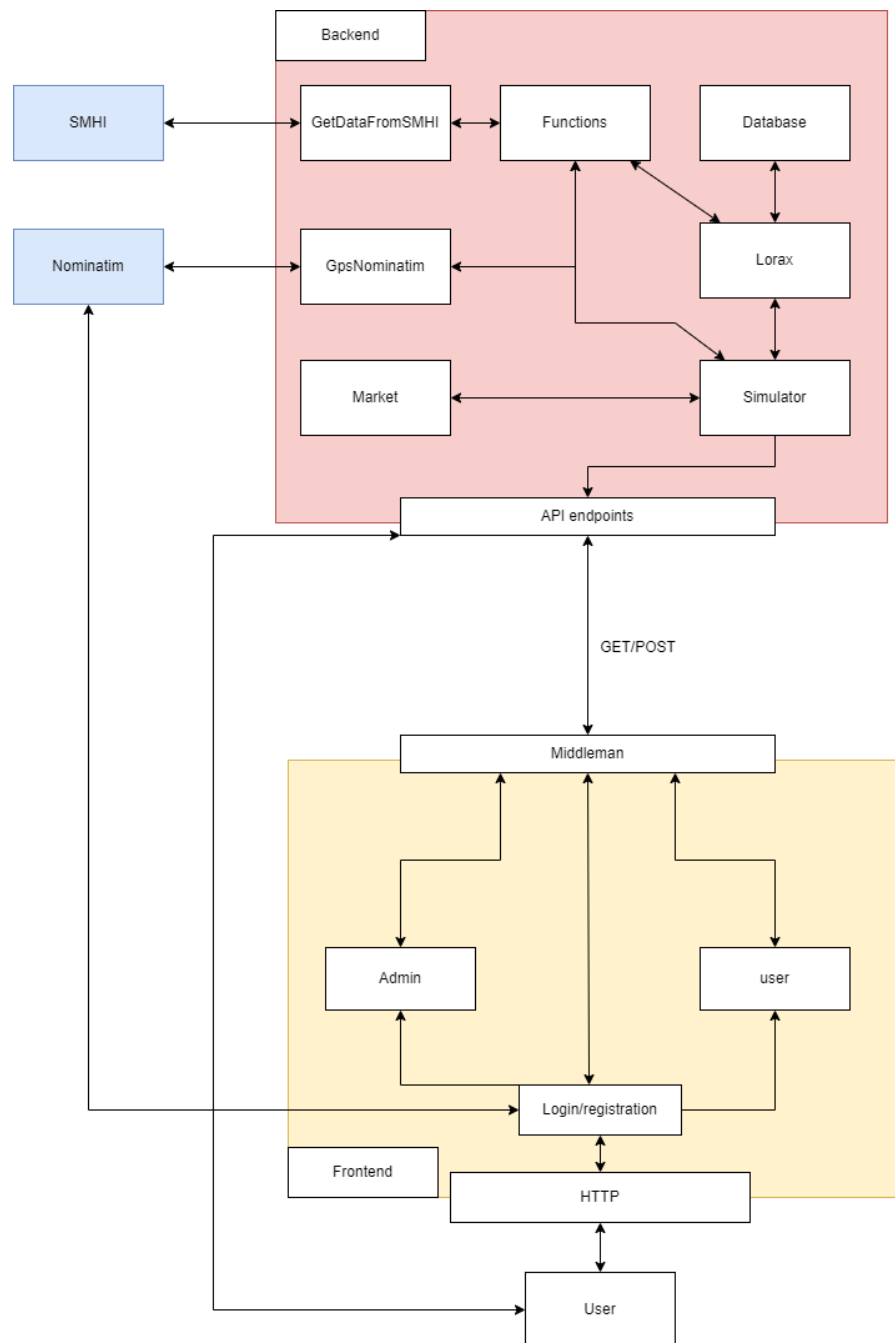 Backend
SMHI
GetDataFromSMHI
Functions
Database
Nominatim
GpsNominatim
Lorax
Market
Simulator
API endpoints
GET/POST
Middleman
Admin
user
Login/registration
Frontend
HTTP
User